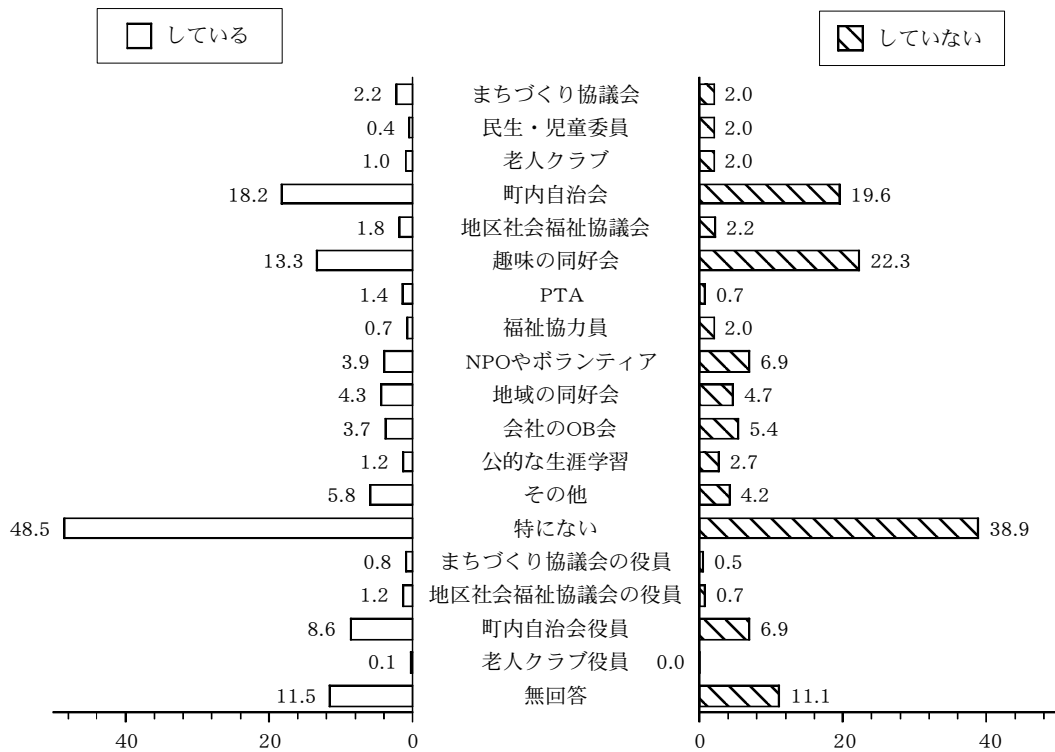 している していない
2.2 まちづくり協議会 2.0
0.4 民生・児童委員 2.0
1.0 老人クラブ 2.0
18.2 町内自治会 19.6
1.8 地区社会福祉協議会 2.2
13.3 趣味の同好会 22.3
1.4 PTA 0.7
0.7 福祉協力員 2.0
3.9 NPOやボランティア 6.9
4.3 地域の同好会 4.7
3.7 会社のOB会 5.4
1.2 公的な生涯学習 2.7
5.8 その他 4.2
48.5 特にない 38.9
0.8 まちづくり協議会の役員 0.5
1.2 地区社会福祉協議会の役員 0.7
8.6 町内自治会役員 6.9
0.1 老人クラブ役員 0.0
11.5 無回答 11.1
40 20 0 0 20 40